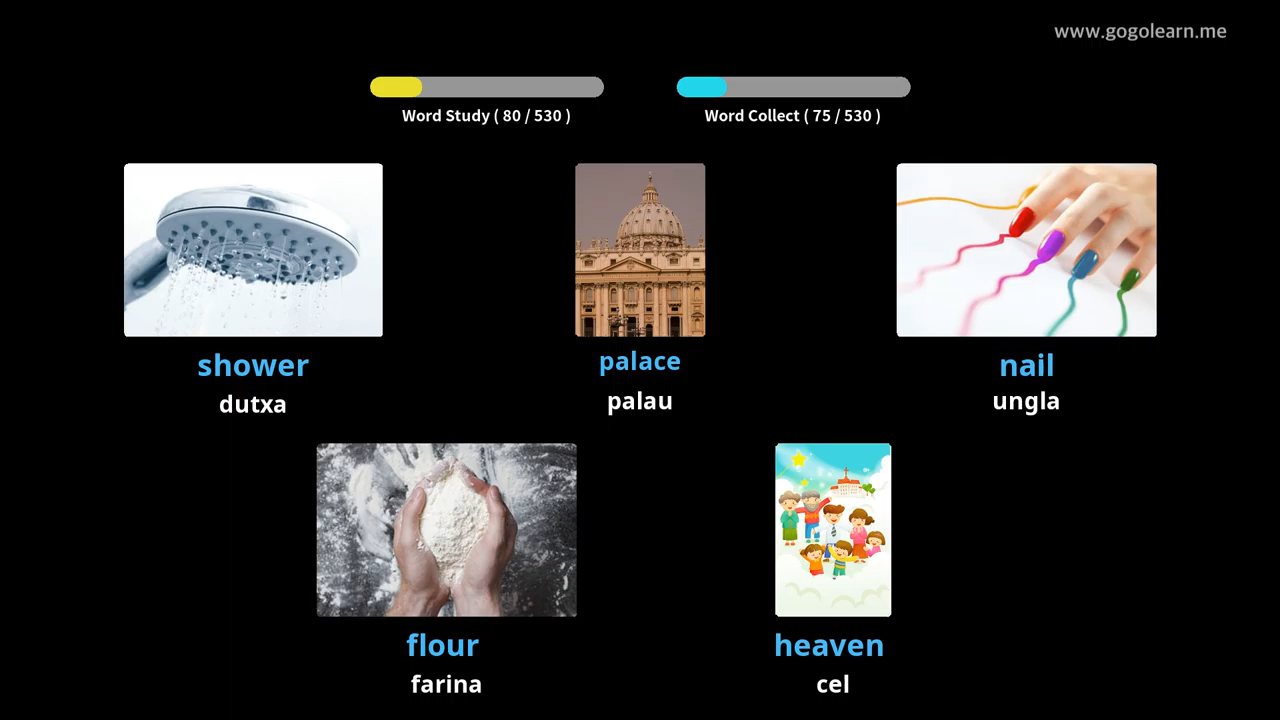 www.gogolearn.me
Word Study ( 80 / 530 )
Word Collect ( 75 / 530 )
shower
dutxa
palace
palau
nail
ungla
flour
farina
heaven
cel